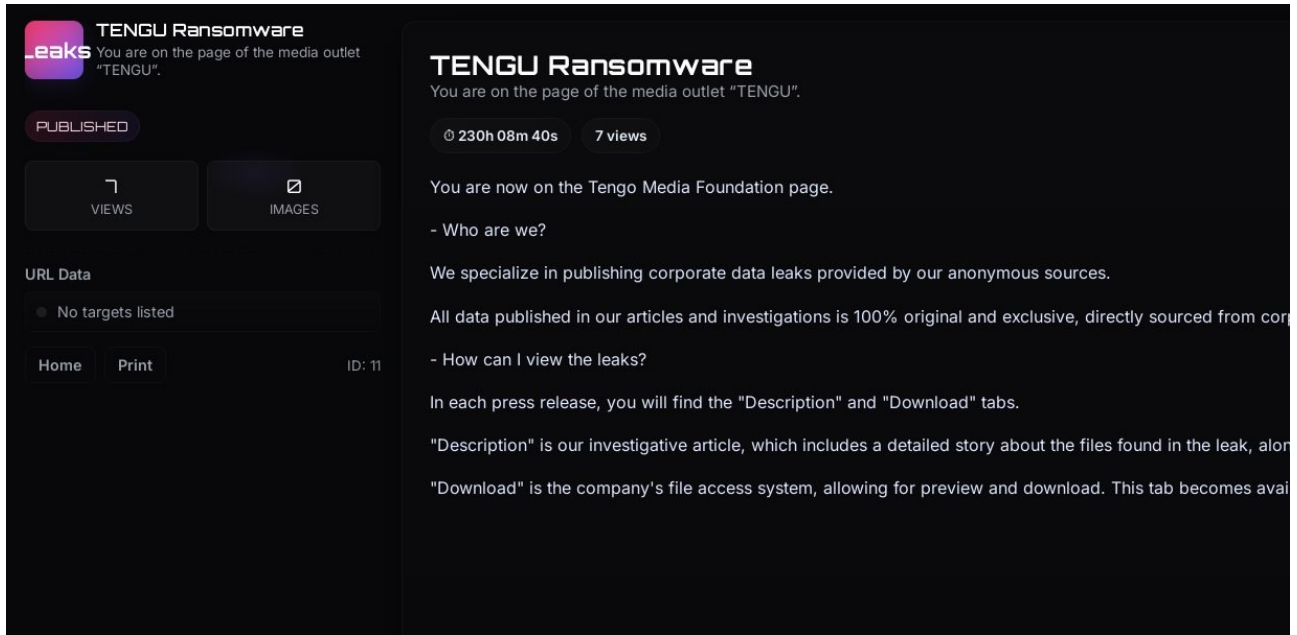 TENGU Ransomware
Leaks
You are on the page of the media outlet
“TENGU”.
PUBLISHED
7
VIEWS
0
IMAGES
URL Data
No targets listed
Home
Print
ID: 11
TENGU Ransomware
You are on the page of the media outlet “TENGU”.
⏱ 230h 08m 40s
7 views
You are now on the Tengo Media Foundation page.
- Who are we?
We specialize in publishing corporate data leaks provided by our anonymous sources.
All data published in our articles and investigations is 100% original and exclusive, directly sourced from
- How can I view the leaks?
In each press release, you will find the "Description" and "Download" tabs.
"Description" is our investigative article, which includes a detailed story about the files found in the leak,
"Download" is the company's file access system, allowing for preview and download. This tab becomes